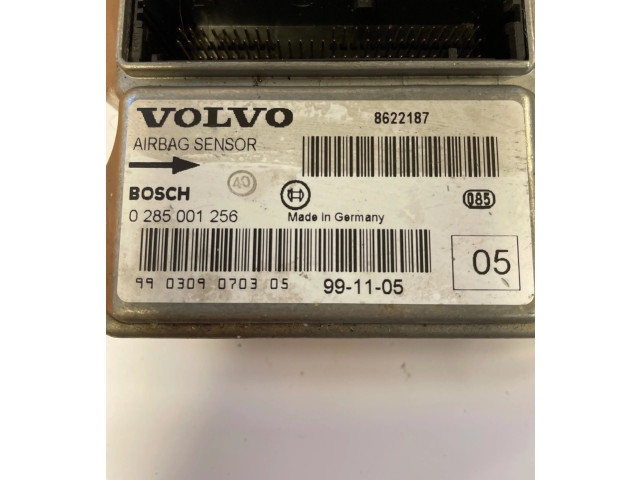 VOLVO
8622187
AIRBAG SENSOR
40
BOSCH
085
0 285 001 256
Made in Germany
05
99 0309 0703 05
99-11-05